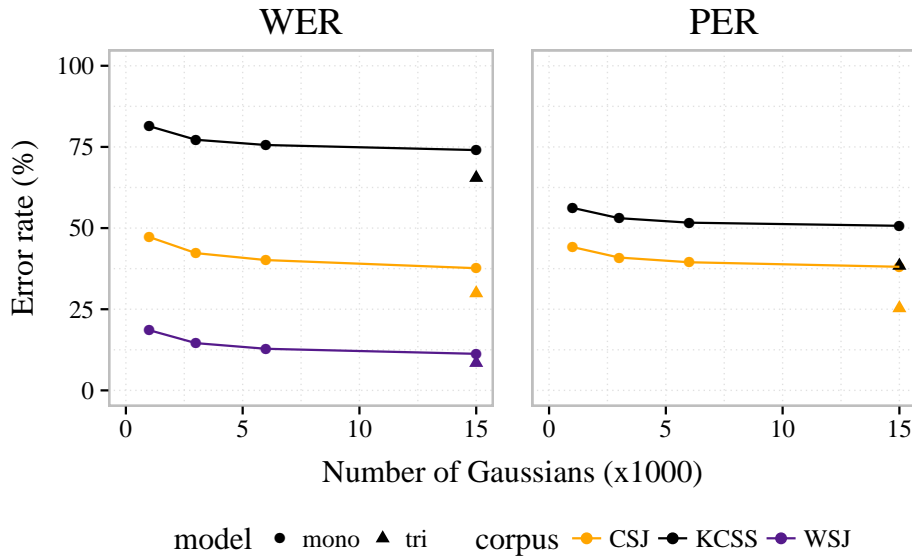 WER PER
Error rate (%)
100
75
50
25
0
0 5 10 15 0 5 10 15
Number of Gaussians (x1000)
model mono tri corpus CSJ KCSS WSJ